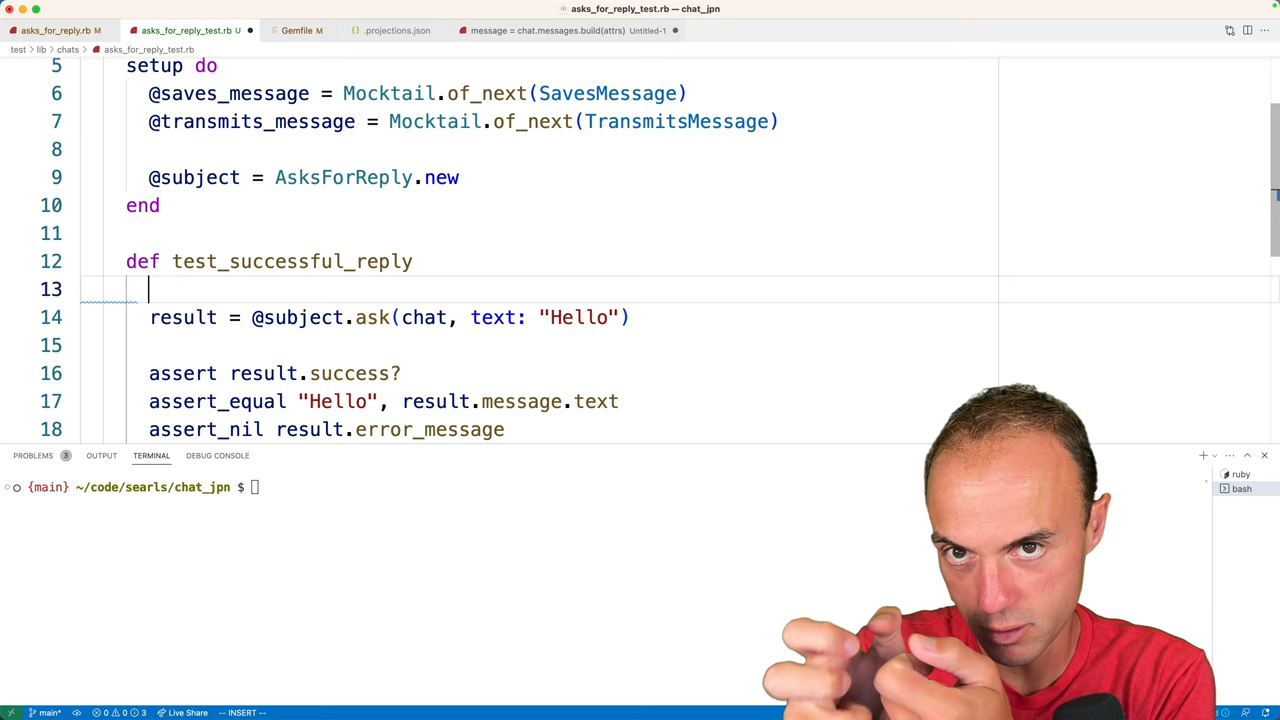 asks_for_reply_test.rb — chat_jpn
asks_for_reply.rb M
asks_for_reply_test.rb U
Gemfile M
{ } .projections.json
message = chat.messages.build(attrs) Untitled-1
test > lib > chats > asks_for_reply_test.rb
5 setup do
6 @saves_message = Mocktail.of_next(SavesMessage)
7 @transmits_message = Mocktail.of_next(TransmitsMessage)
8
9 @subject = AsksForReply.new
10 end
11
12 def test_successful_reply
13
14 result = @subject.ask(chat, text: "Hello")
15
16 assert result.success?
17 assert_equal "Hello", result.message.text
18 assert_nil result.error_message
PROBLEMS 3 OUTPUT TERMINAL DEBUG CONSOLE
{main} ~/code/searls/chat_jpn $
ruby
bash
main* 0 0 3 Live Share -- INSERT --